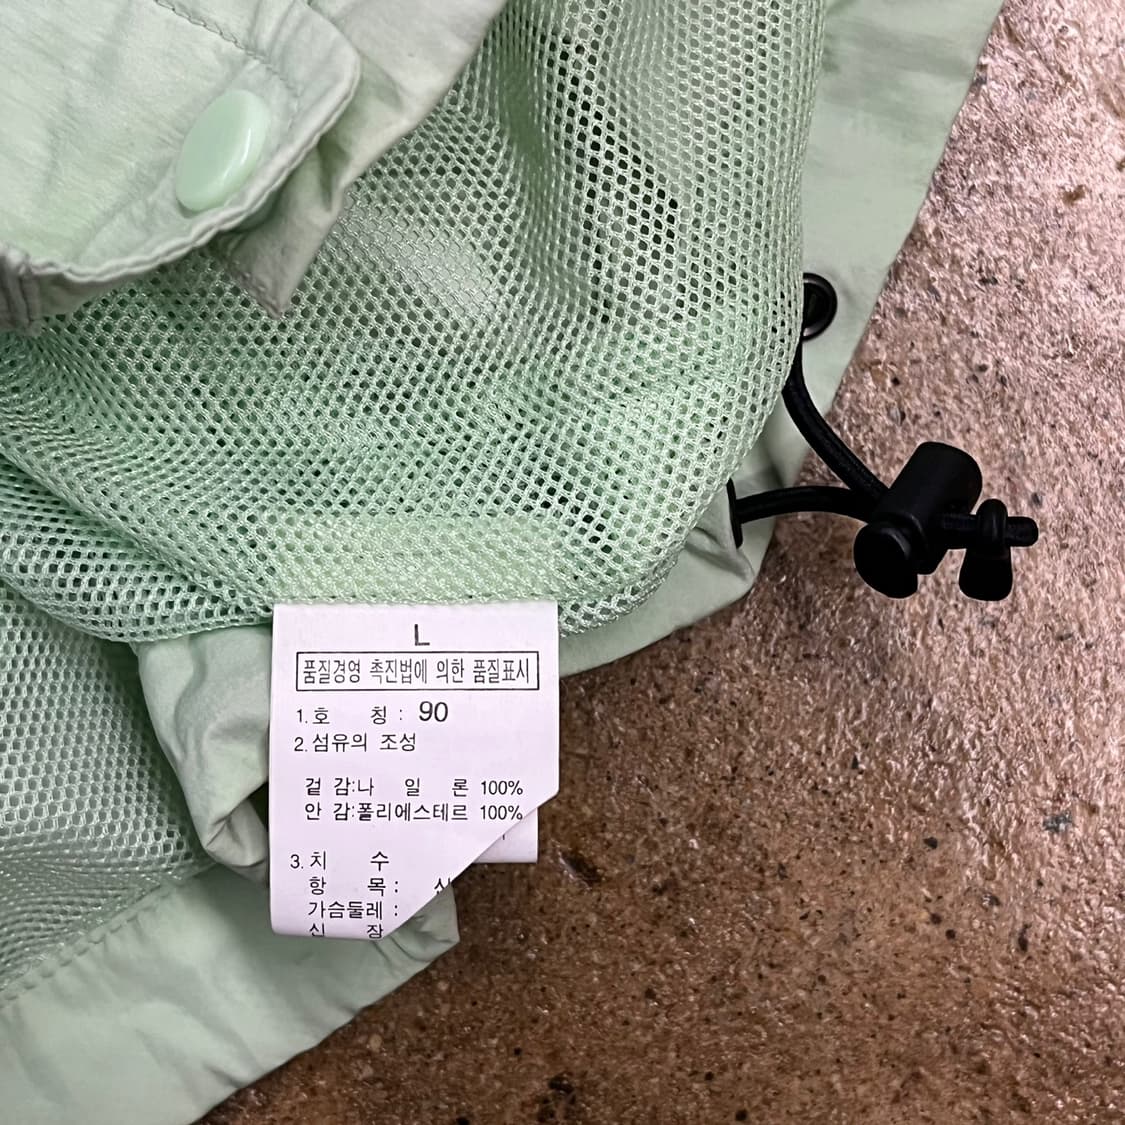 L
품질경영 촉진법에 의한 품질표시
1. 호 칭 : 90
2. 섬유의 조성
겉 감:나 일 론 100%
안 감:폴리에스테르 100%
3. 치 수
항 목 :
가슴둘레 :
신 장